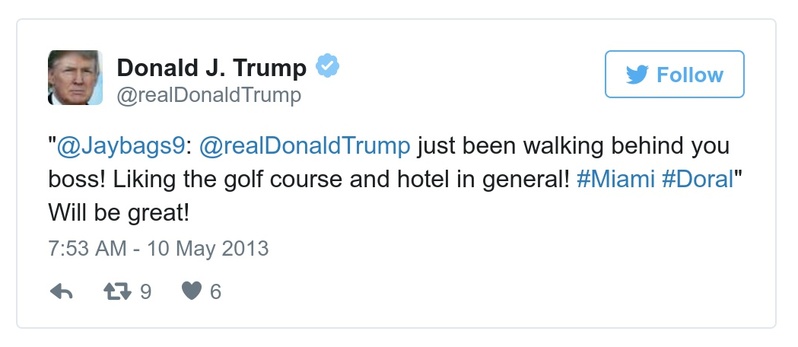 Donald J. Trump
@realDonaldTrump
Follow
"@Jaybags9: @realDonaldTrump just been walking behind you
boss! Liking the golf course and hotel in general! #Miami #Doral"
Will be great!
7:53 AM - 10 May 2013
9 6